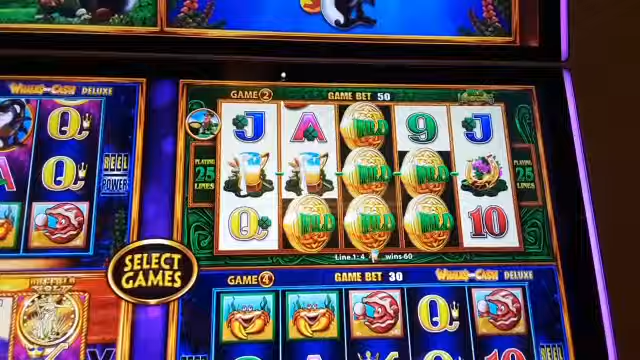 WHALES OF CASH DELUXE
GAME 2 GAME BET 50
J A WILD 9 J
Q
PLAYING 25 LINES
WILD WILD
PLAYING 25 LINES
Q
REEL POWER
Q WILD WILD WILD 10
Line 1: 4 wins 60
SELECT GAMES
GAME 4 GAME BET 30 WHALES OF CASH DELUXE
Q
10